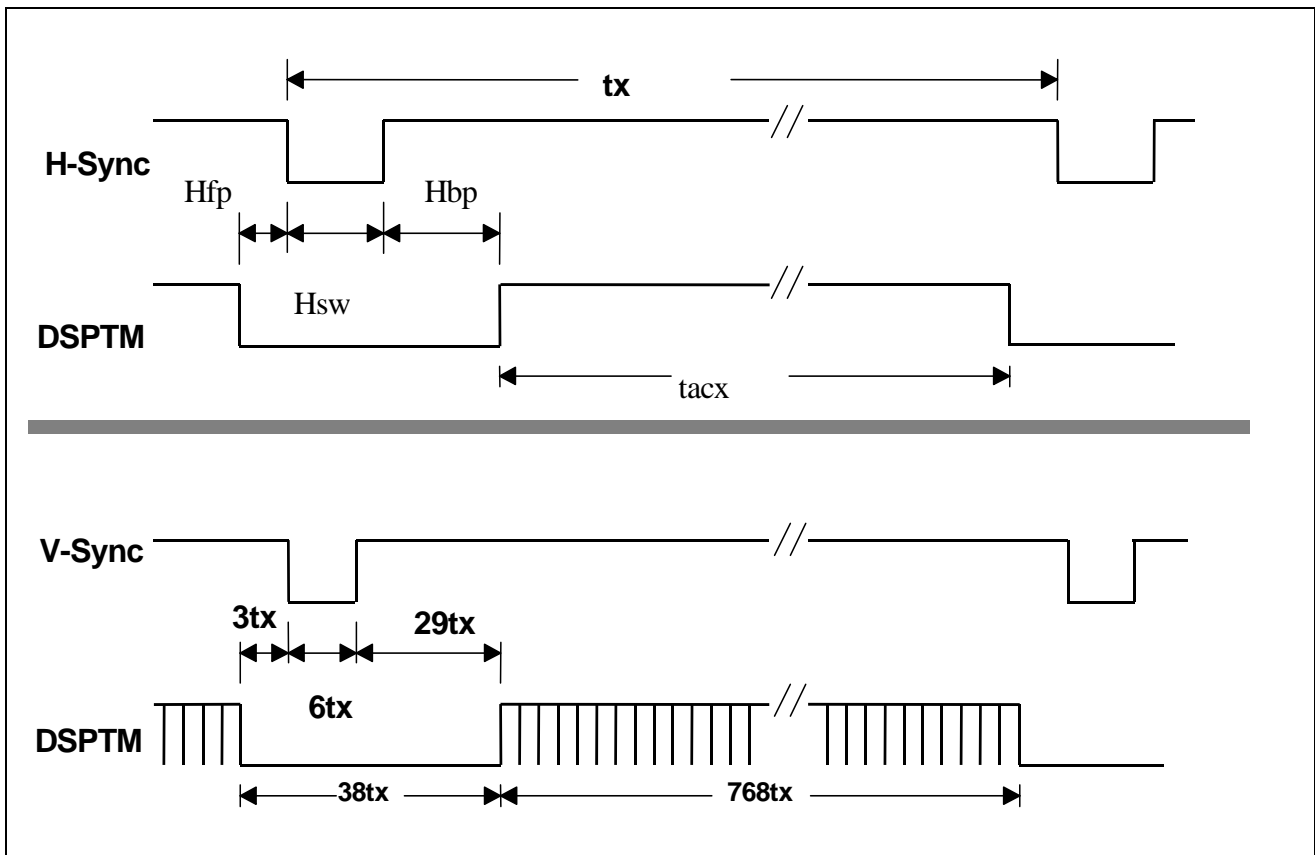 tx
H-Sync
Hfp
Hbp
Hsw
DSPTM
tacx
V-Sync
3tx
29tx
6tx
DSPTM
38tx
768tx